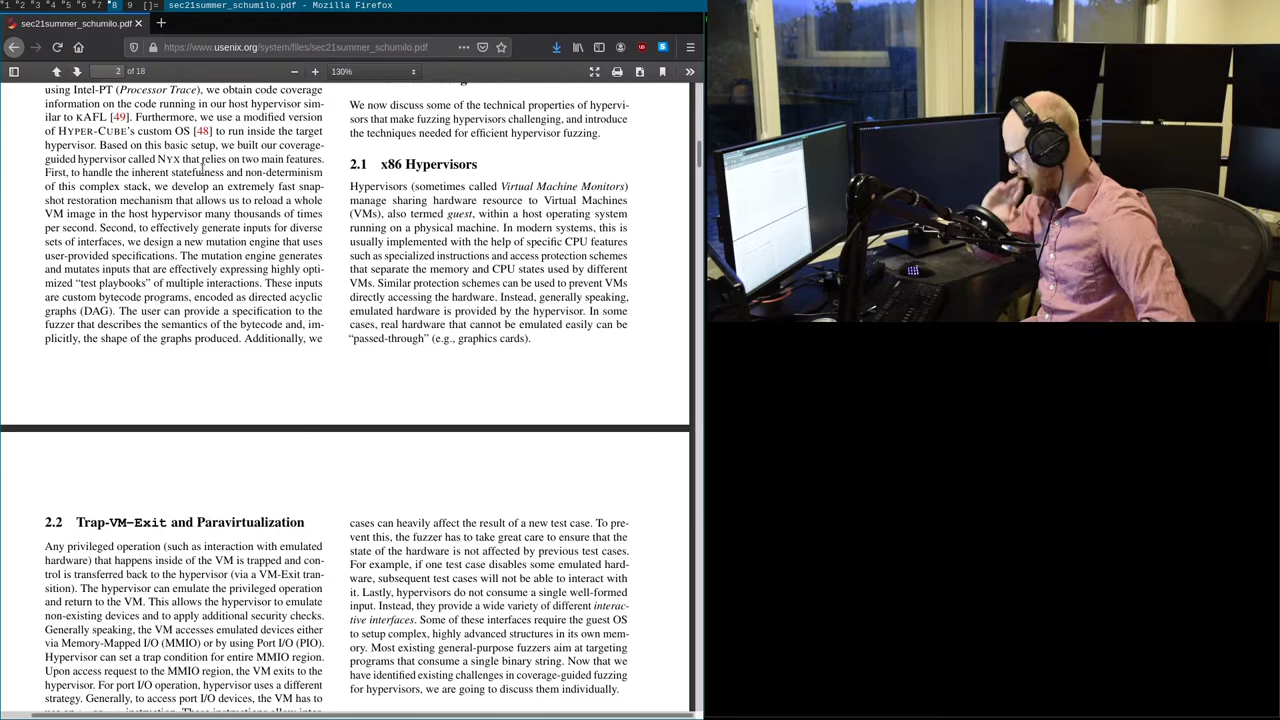 1 2 3 4 5 6 7 8 9 []= sec21summer_schumilo.pdf - Mozilla Firefox
sec21summer_schumilo.pdf
https://www.usenix.org/system/files/sec21summer_schumilo.pdf
2 of 18
130%
using Intel-PT (Processor Trace), we obtain code coverage
information on the code running in our host hypervisor sim-
ilar to KAFL [49]. Furthermore, we use a modified version
of HYPER-CUBE's custom OS [48] to run inside the target
hypervisor. Based on this basic setup, we built our coverage-
guided hypervisor called NYX that relies on two main features.
First, to handle the inherent statefulness and non-determinism
of this complex stack, we develop an extremely fast snap-
shot restoration mechanism that allows us to reload a whole
VM image in the host hypervisor many thousands of times
per second. Second, to effectively generate inputs for diverse
sets of interfaces, we design a new mutation engine that uses
user-provided specifications. The mutation engine generates
and mutates inputs that are effectively expressing highly opti-
mized “test playbooks” of multiple interactions. These inputs
are custom bytecode programs, encoded as directed acyclic
graphs (DAG). The user can provide a specification to the
fuzzer that describes the semantics of the bytecode and, im-
plicitly, the shape of the graphs produced. Additionally, we
We now discuss some of the technical properties of hypervi-
sors that make fuzzing hypervisors challenging, and introduce
the techniques needed for efficient hypervisor fuzzing.
2.1 x86 Hypervisors
Hypervisors (sometimes called Virtual Machine Monitors)
manage sharing hardware resource to Virtual Machines
(VMs), also termed guest, within a host operating system
running on a physical machine. In modern systems, this is
usually implemented with the help of specific CPU features
such as specialized instructions and access protection schemes
that separate the memory and CPU states used by different
VMs. Similar protection schemes can be used to prevent VMs
directly accessing the hardware. Instead, generally speaking,
emulated hardware is provided by the hypervisor. In some
cases, real hardware that cannot be emulated easily can be
“passed-through” (e.g., graphics cards).
2.2 Trap-VM-Exit and Paravirtualization
Any privileged operation (such as interaction with emulated
hardware) that happens inside of the VM is trapped and con-
trol is transferred back to the hypervisor (via a VM-Exit tran-
sition). The hypervisor can emulate the privileged operation
and return to the VM. This allows the hypervisor to emulate
non-existing devices and to apply additional security checks.
Generally speaking, the VM accesses emulated devices either
via Memory-Mapped I/O (MMIO) or by using Port I/O (PIO).
Hypervisor can set a trap condition for entire MMIO region.
Upon access request to the MMIO region, the VM exits to the
hypervisor. For port I/O operation, hypervisor uses a different
strategy. Generally, to access port I/O devices, the VM has to
cases can heavily affect the result of a new test case. To pre-
vent this, the fuzzer has to take great care to ensure that the
state of the hardware is not affected by previous test cases.
For example, if one test case disables some emulated hard-
ware, subsequent test cases will not be able to interact with
it. Lastly, hypervisors do not consume a single well-formed
input. Instead, they provide a wide variety of different interac-
tive interfaces. Some of these interfaces require the guest OS
to setup complex, highly advanced structures in its own mem-
ory. Most existing general-purpose fuzzers aim at targeting
programs that consume a single binary string. Now that we
have identified existing challenges in coverage-guided fuzzing
for hypervisors, we are going to discuss them individually.